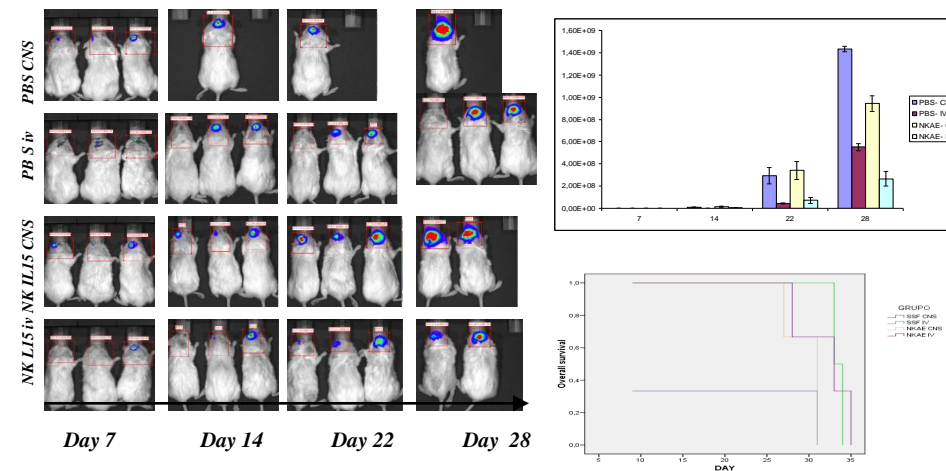 PBS CNS
PB S iv
NK IL15 CNS
NK L15 iv
Day 7
Day 14
Day 22
Day 28
1,60E+09
1,40E+09
1,20E+09
1,00E+09
8,00E+08
6,00E+08
4,00E+08
2,00E+08
0,00E+00
7
14
22
28
PBS- C
PBS- IV
NKAE- 
NKAE- 
Overall survival
1,0
0,8
0,6
0,4
0,2
0,0
5
10
15
20
25
30
35
DAY
GRUPO
SSF CNS
SSF IV
NKAE CNS
NKAE IV